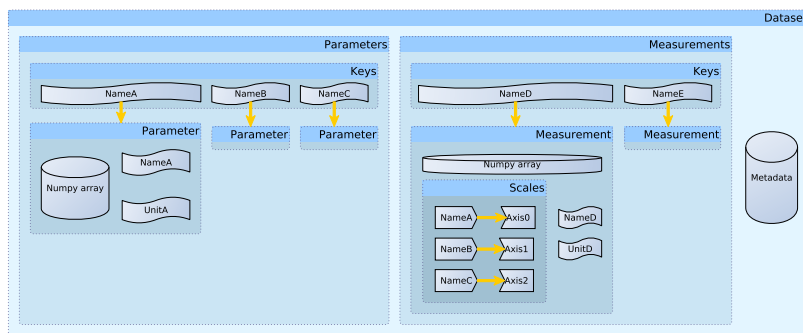 Dataset
Parameters
Keys
NameA
NameB
NameC
Parameter
Numpy array
NameA
UnitA
Parameter
Parameter
Measurements
Keys
NameD
NameE
Measurement
Numpy array
Scales
NameA
Axis0
NameB
Axis1
NameC
Axis2
NameD
UnitD
Measurement
Metadata